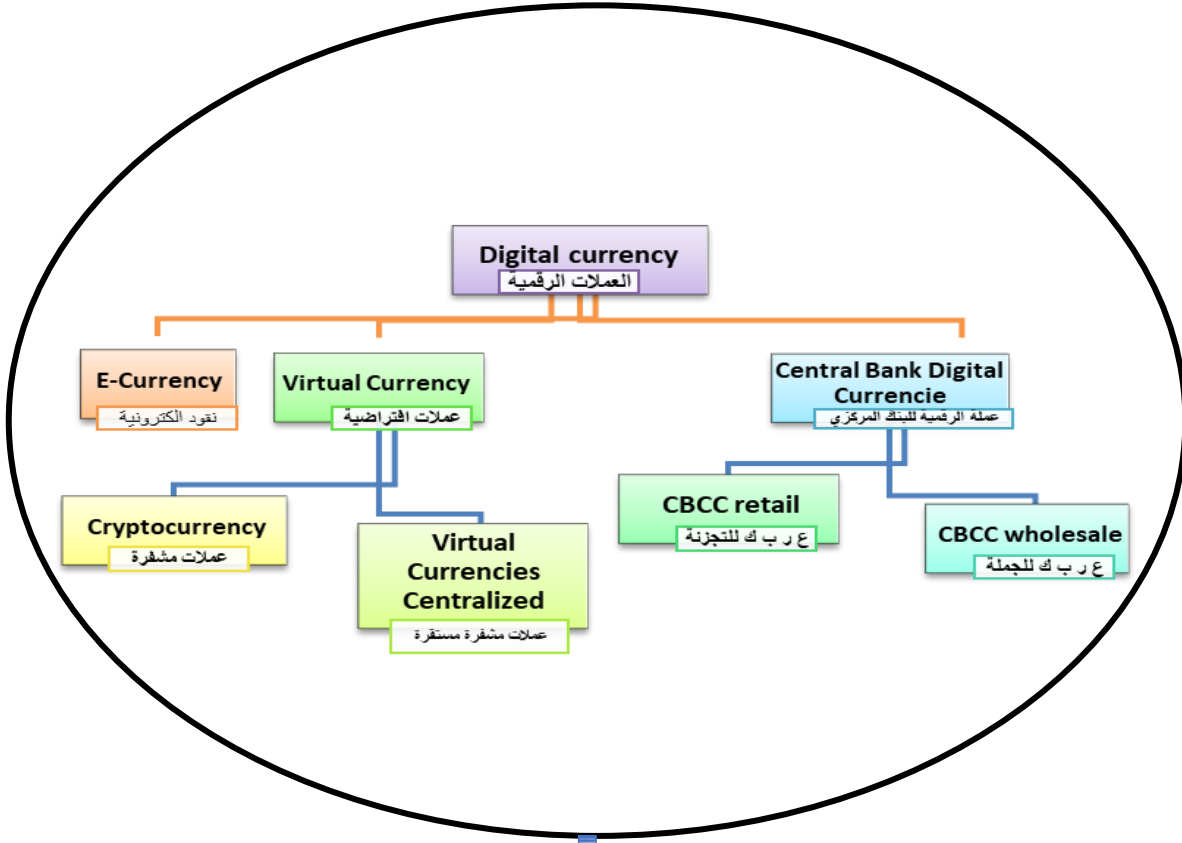 Digital currency
العملات الرقمية
E-Currency
نقود الكترونية
Virtual Currency
عملات افتراضية
Central Bank Digital
Currencie
عملة الرقمية للبنك المركزي
Cryptocurrency
عملات مشفرة
Virtual
Currencies
Centralized
عملات مشفرة مستقرة
CBCC retail
ع ر ب ك للتجزئة
CBCC wholesale
ع ر ب ك للجملة